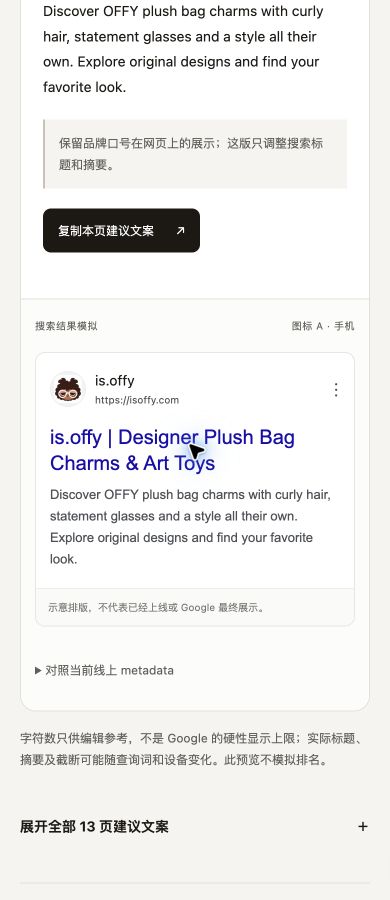 Discover OFFY plush bag charms with curly
hair, statement glasses and a style all their
own. Explore original designs and find your
favorite look.
保留品牌口号在网页上的展示；这版只调整搜索标
题和摘要。
复制本页建议文案 ↗
搜索结果模拟
图标 A · 手机
is.offy
https://isoffy.com
is.offy | Designer Plush Bag
Charms & Art Toys
Discover OFFY plush bag charms with curly hair,
statement glasses and a style all their own.
Explore original designs and find your favorite
look.
示意排版，不代表已经上线或 Google 最终展示。
▶ 对照当前线上 metadata
字符数只供编辑参考，不是 Google 的硬性显示上限；实际标题、
摘要及截断可能随查询词和设备变化。此预览不模拟排名。
展开全部 13 页建议文案 +